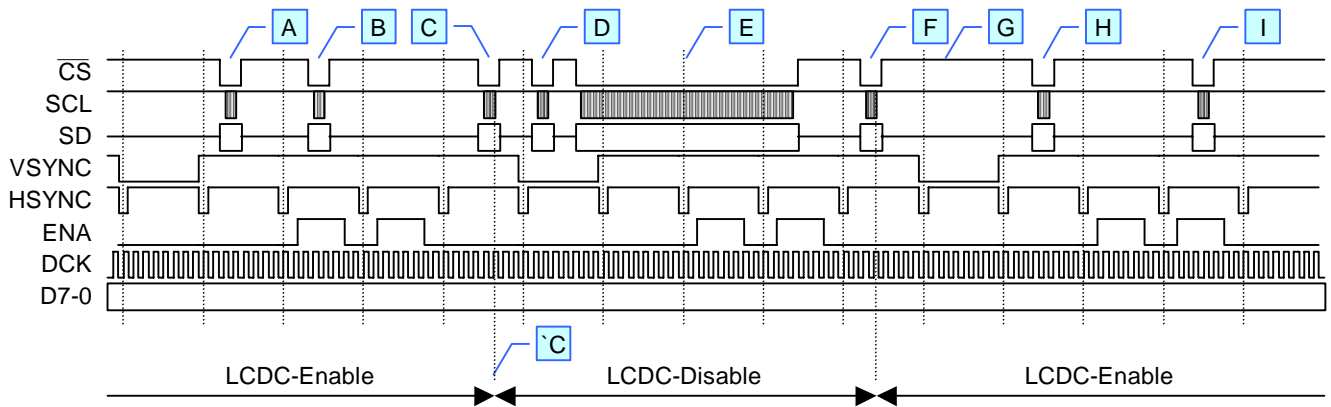 A B C D E F G H I
CS
SCL
SD
VSYNC
HSYNC
ENA
DCK
D7-0
`C
LCDC-Enable LCDC-Disable LCDC-Enable